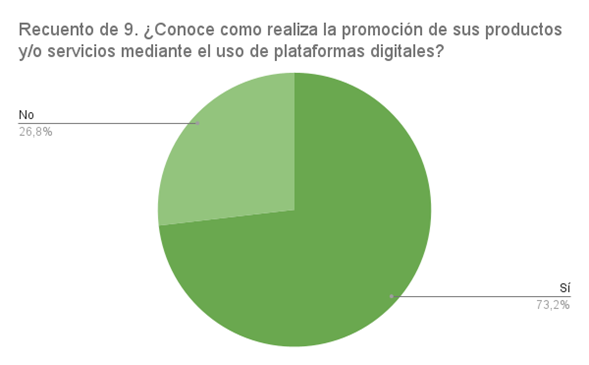 Recuento de 9. ¿Conoce como realiza la promoción de sus productos
y/o servicios mediante el uso de plataformas digitales?
No
26,8%
Sí
73,2%